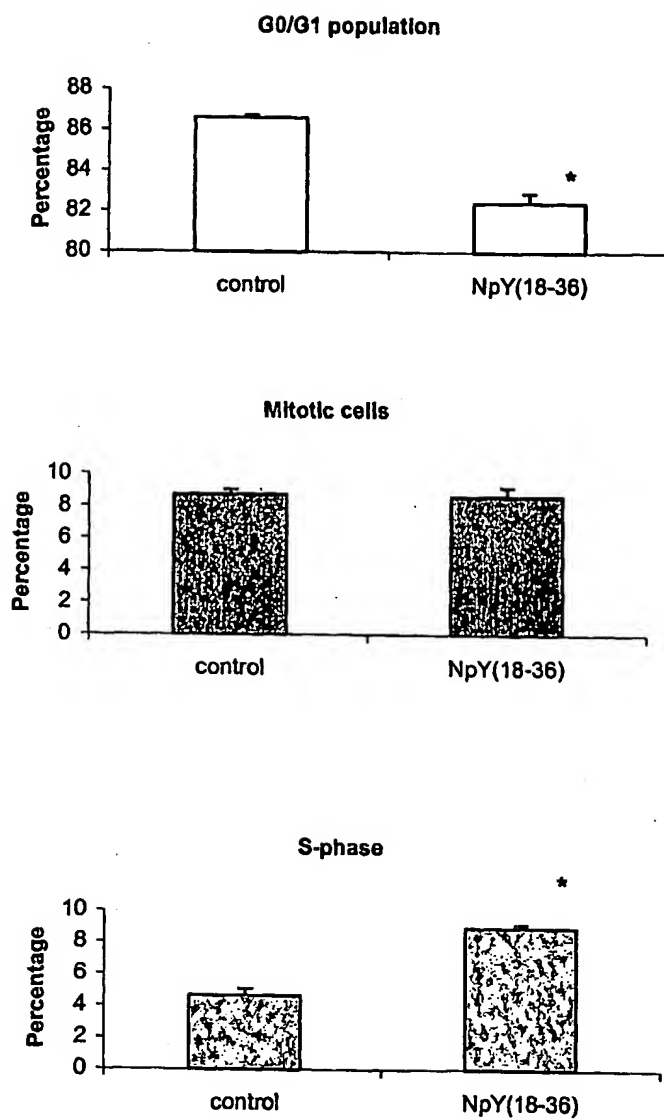 G0/G1 population
88
86
84
82
80
Percentage
*
control NpY(18-36)
Mitotic cells
10
8
6
4
2
0
Percentage
control NpY(18-36)
S-phase
*
10
8
6
4
2
0
Percentage
control NpY(18-36)